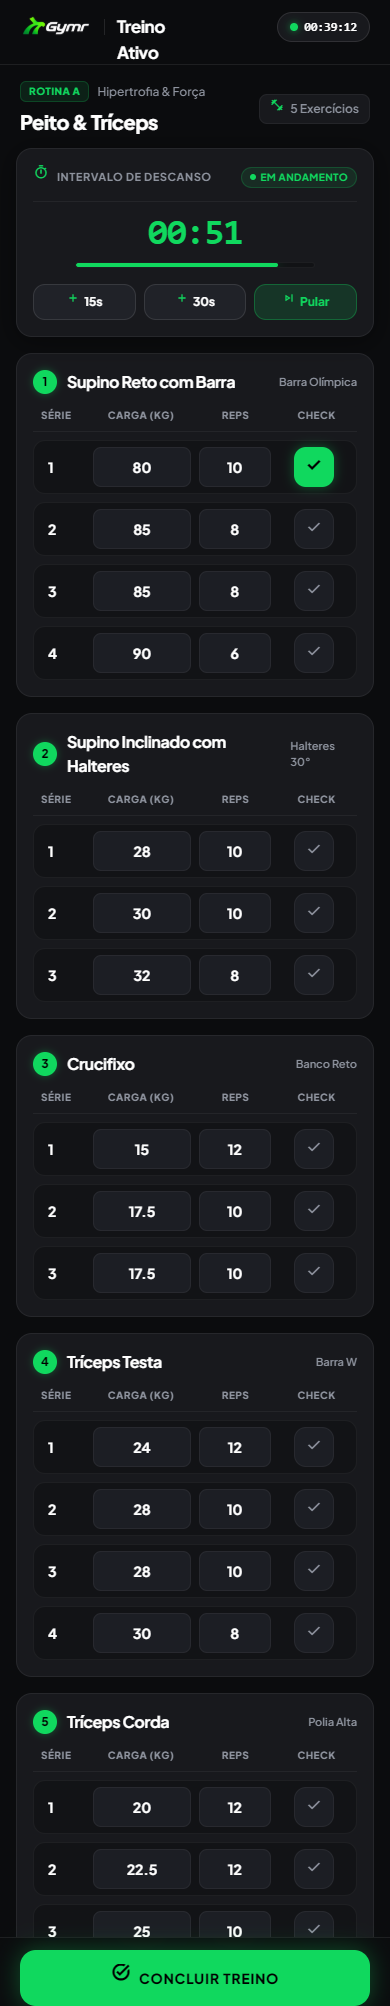 Gymr
Treino
Ativo
00:39:12
ROTINA A Hipertrofia & Força
Peito & Tríceps
5 Exercícios
INTERVALO DE DESCANSO
EM ANDAMENTO
00:51
+ 15s
+ 30s
Pular
1 Supino Reto com Barra Barra Olímpica
SÉRIE CARGA (KG) REPS CHECK
1 80 10
2 85 8
3 85 8
4 90 6
2 Supino Inclinado com
Halteres
Halteres
30°
SÉRIE CARGA (KG) REPS CHECK
1 28 10
2 30 10
3 32 8
3 Crucifixo Banco Reto
SÉRIE CARGA (KG) REPS CHECK
1 15 12
2 17.5 10
3 17.5 10
4 Tríceps Testa Barra W
SÉRIE CARGA (KG) REPS CHECK
1 24 12
2 28 10
3 28 10
4 30 8
5 Tríceps Corda Polia Alta
SÉRIE CARGA (KG) REPS CHECK
1 20 12
2 22.5 12
3 25 10
CONCLUIR TREINO